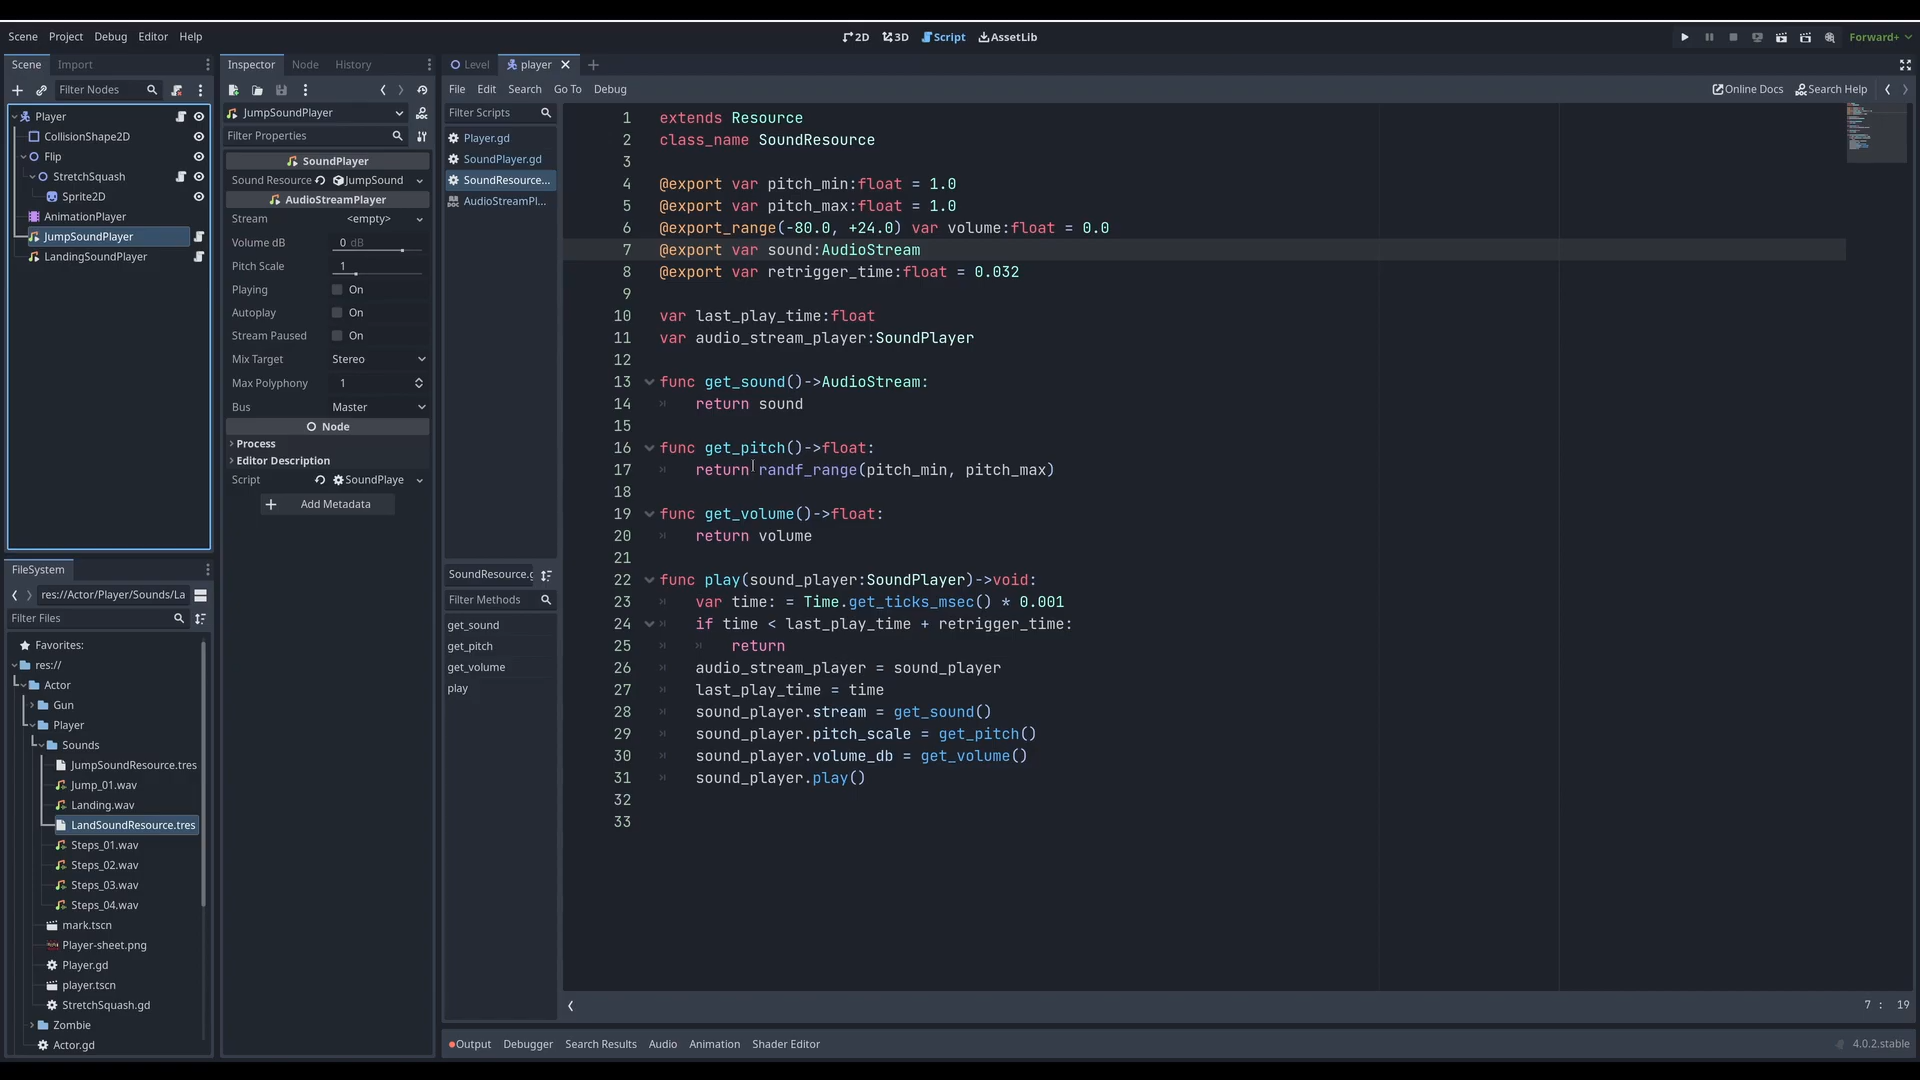 Scene Project Debug Editor Help
2D 3D Script AssetLib
Forward+
Scene Import
Filter Nodes
Player
CollisionShape2D
Flip
StretchSquash
Sprite2D
AnimationPlayer
JumpSoundPlayer
LandingSoundPlayer
FileSystem
res://Actor/Player/Sounds/La
Filter Files
Favorites:
res://
Actor
Gun
Player
Sounds
JumpSoundResource.tres
Jump_01.wav
Landing.wav
LandSoundResource.tres
Steps_01.wav
Steps_02.wav
Steps_03.wav
Steps_04.wav
mark.tscn
Player-sheet.png
Player.gd
player.tscn
StretchSquash.gd
Zombie
Actor.gd
Inspector Node History
JumpSoundPlayer
Filter Properties
SoundPlayer
Sound Resource JumpSound
AudioStreamPlayer
Stream <empty>
Volume dB 0 dB
Pitch Scale 1
Playing On
Autoplay On
Stream Paused On
Mix Target Stereo
Max Polyphony 1
Bus Master
Node
Process
Editor Description
Script SoundPlaye
Add Metadata
Level player
File Edit Search Go To Debug
Online Docs Search Help
Filter Scripts
Player.gd
SoundPlayer.gd
SoundResource...
AudioStreamPl...
SoundResource.g
Filter Methods
get_sound
get_pitch
get_volume
play
1 extends Resource
2 class_name SoundResource
3
4 @export var pitch_min:float = 1.0
5 @export var pitch_max:float = 1.0
6 @export_range(-80.0, +24.0) var volume:float = 0.0
7 @export var sound:AudioStream
8 @export var retrigger_time:float = 0.032
9
10 var last_play_time:float
11 var audio_stream_player:SoundPlayer
12
13 func get_sound()->AudioStream:
14 return sound
15
16 func get_pitch()->float:
17 return randf_range(pitch_min, pitch_max)
18
19 func get_volume()->float:
20 return volume
21
22 func play(sound_player:SoundPlayer)->void:
23 var time: = Time.get_ticks_msec() * 0.001
24 if time < last_play_time + retrigger_time:
25 return
26 audio_stream_player = sound_player
27 last_play_time = time
28 sound_player.stream = get_sound()
29 sound_player.pitch_scale = get_pitch()
30 sound_player.volume_db = get_volume()
31 sound_player.play()
32
33
7 : 19
Output Debugger Search Results Audio Animation Shader Editor
4.0.2.stable